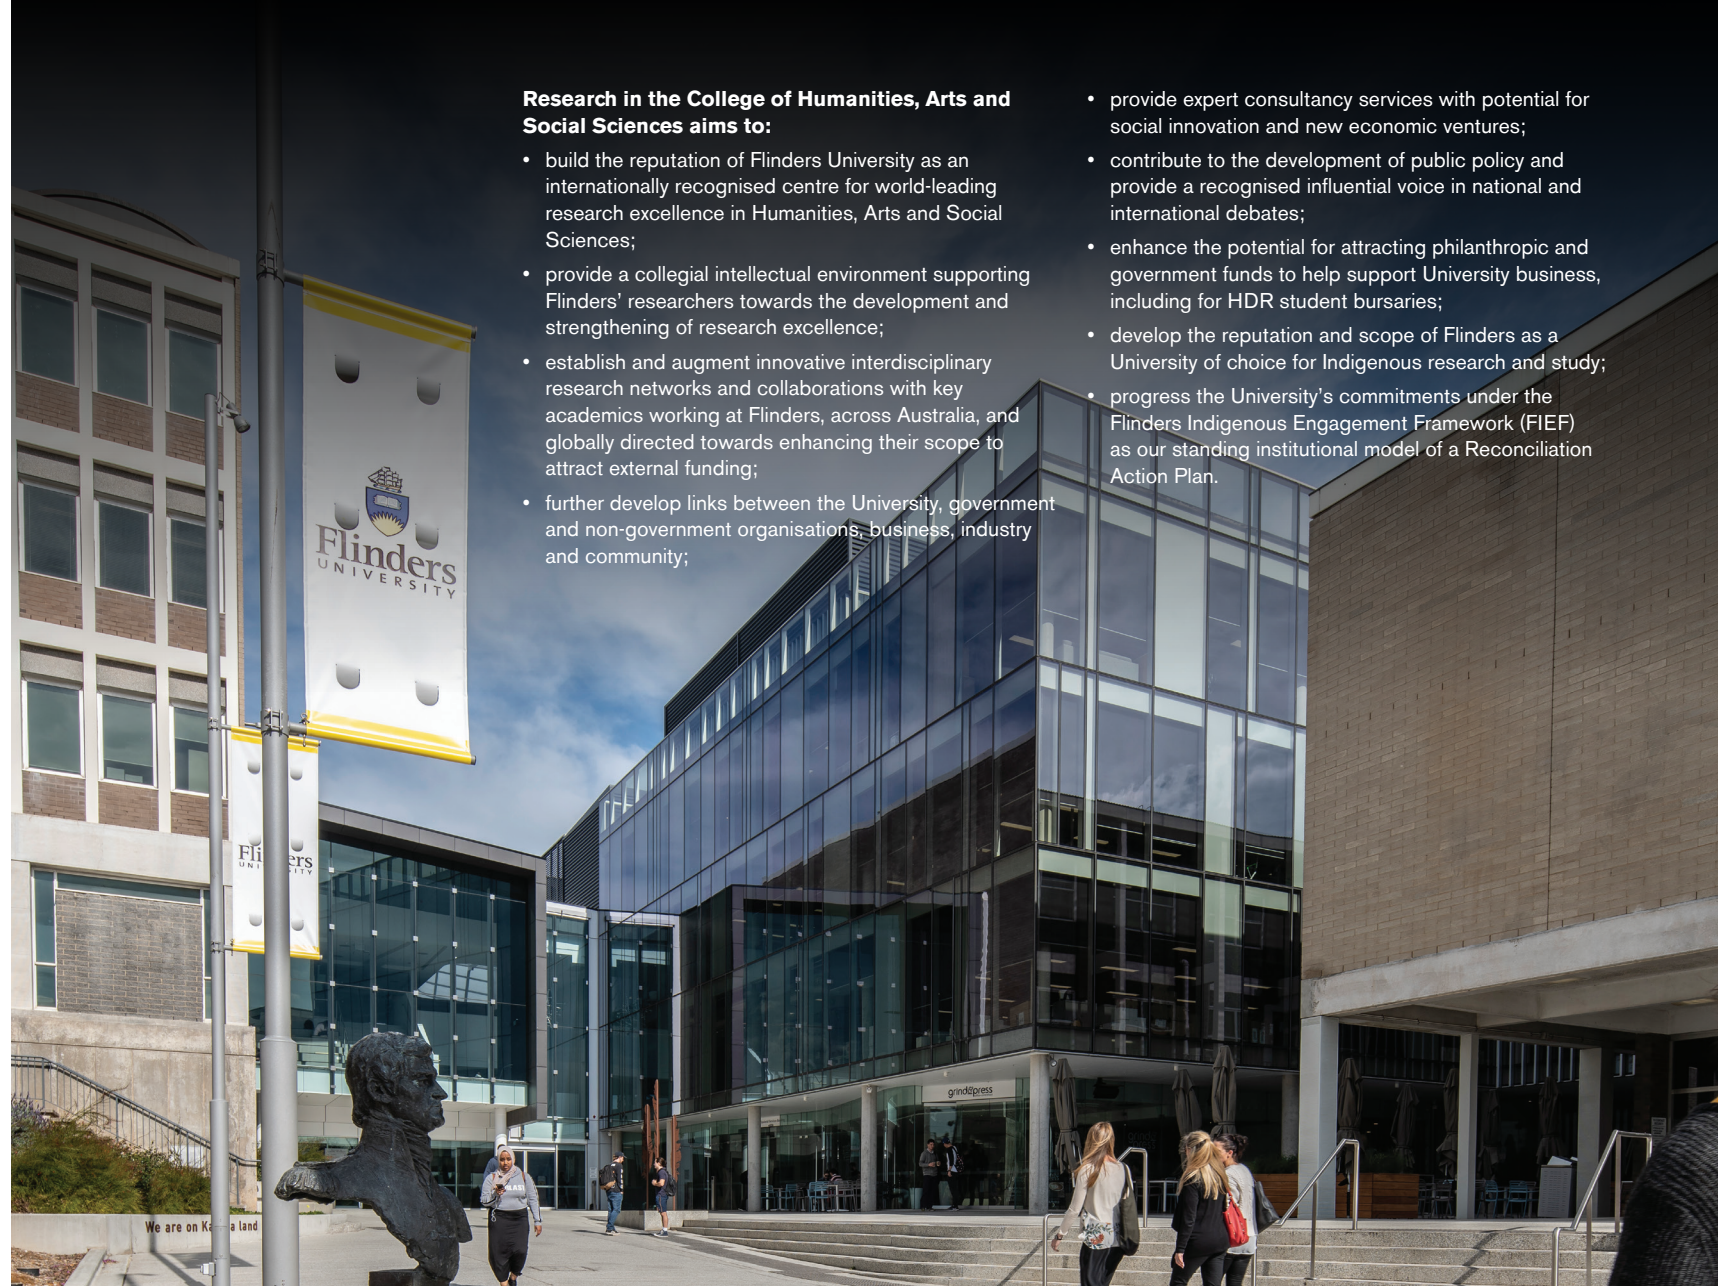 Research in the College of Humanities, Arts and
Social Sciences aims to:
• build the reputation of Flinders University as an
internationally recognised centre for world-leading
research excellence in Humanities, Arts and Social
Sciences;
• provide a collegial intellectual environment supporting
Flinders' researchers towards the development and
strengthening of research excellence;
• establish and augment innovative interdisciplinary
research networks and collaborations with key
academics working at Flinders, across Australia, and
globally directed towards enhancing their scope to
attract external funding;
• further develop links between the University, government
and non-government organisations, business, industry
and community;
• provide expert consultancy services with potential for
social innovation and new economic ventures;
• contribute to the development of public policy and
provide a recognised influential voice in national and
international debates;
• enhance the potential for attracting philanthropic and
government funds to help support University business,
including for HDR student bursaries;
• develop the reputation and scope of Flinders as a
University of choice for Indigenous research and study;
• progress the University's commitments under the
Flinders Indigenous Engagement Framework (FIEF)
as our standing institutional model of a Reconciliation
Action Plan.
Flinders
UNIVERSITY
grind&press
We are on land